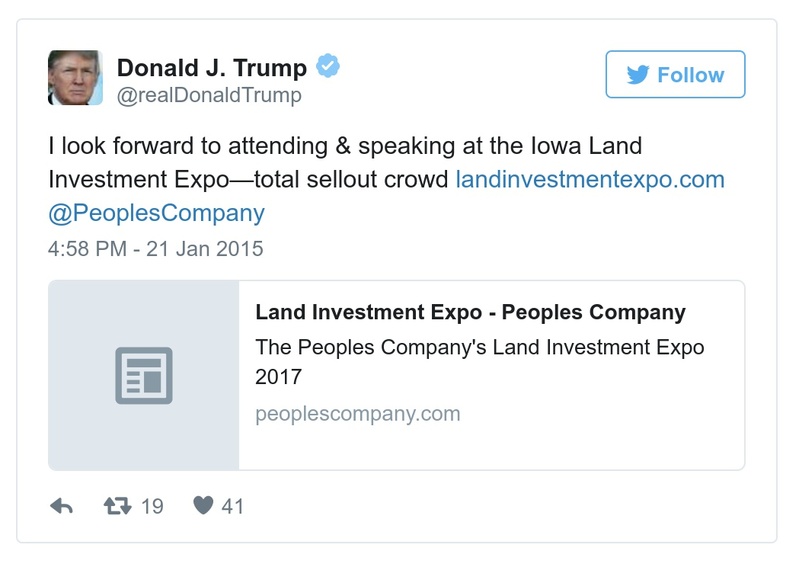 Donald J. Trump
@realDonaldTrump
Follow
I look forward to attending & speaking at the Iowa Land
Investment Expo—total sellout crowd landinvestmentexpo.com
@PeoplesCompany
4:58 PM - 21 Jan 2015
Land Investment Expo - Peoples Company
The Peoples Company's Land Investment Expo
2017
peoplescompany.com
19 41